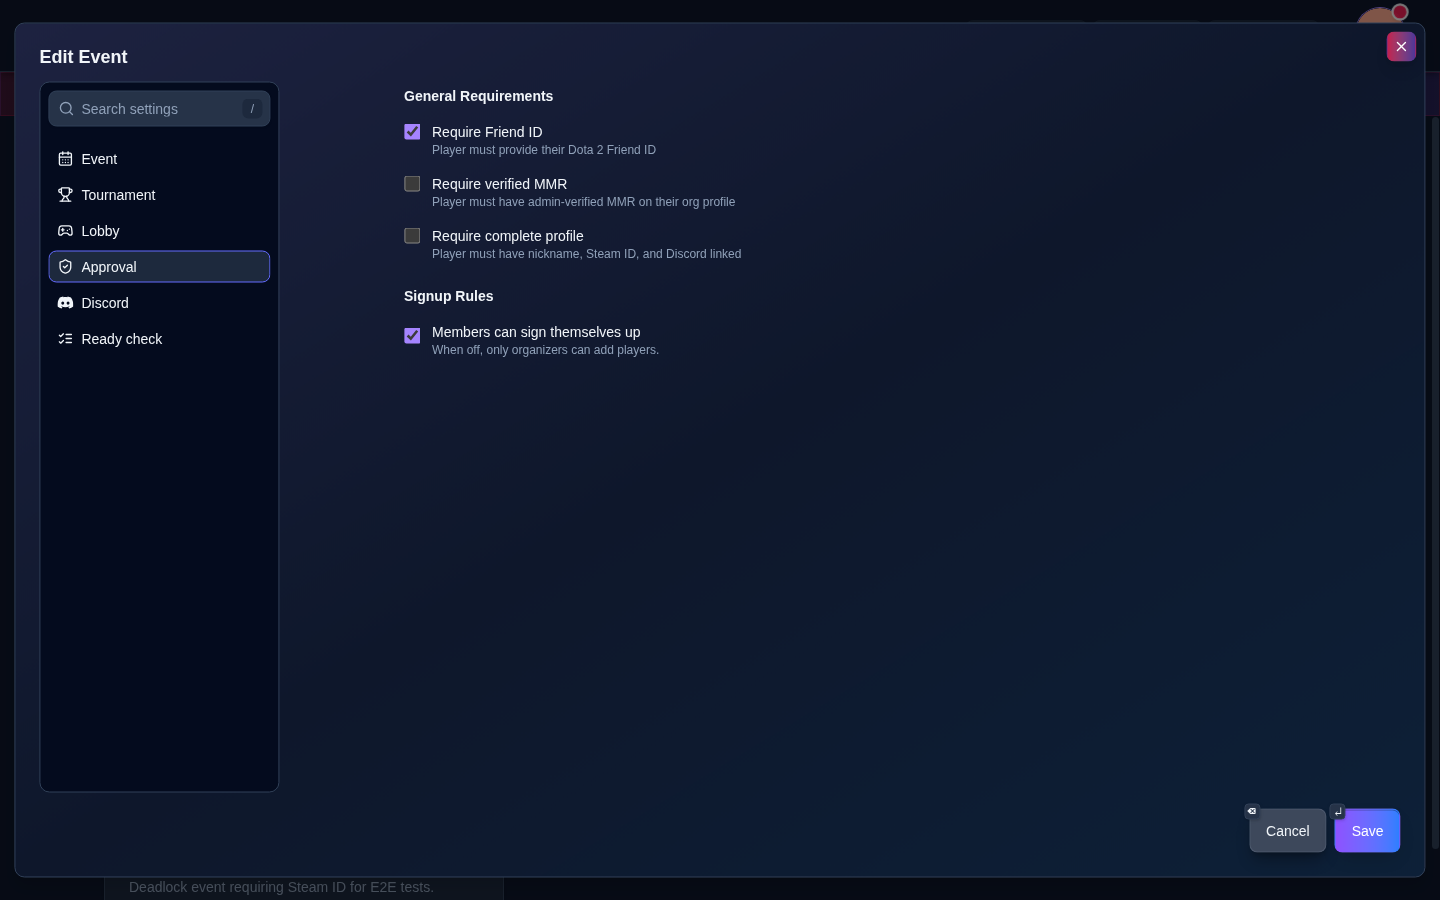 Edit Event
Search settings /
Event
Tournament
Lobby
Approval
Discord
Ready check
General Requirements
Require Friend ID
Player must provide their Dota 2 Friend ID
Require verified MMR
Player must have admin-verified MMR on their org profile
Require complete profile
Player must have nickname, Steam ID, and Discord linked
Signup Rules
Members can sign themselves up
When off, only organizers can add players.
Cancel
Save
Deadlock event requiring Steam ID for E2E tests.